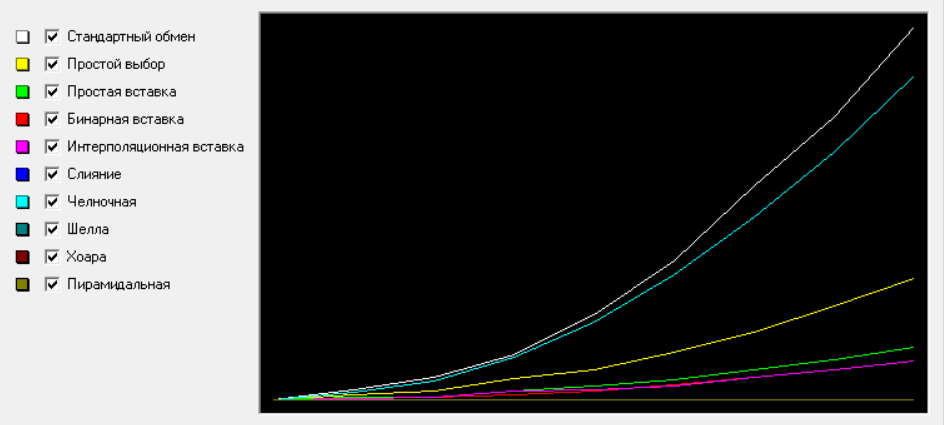 Стандартный обмен
Простой выбор
Простая вставка
Бинарная вставка
Интерполяционная вставка
Слияние
Челночная
Шелла
Хоара
Пирамидальная